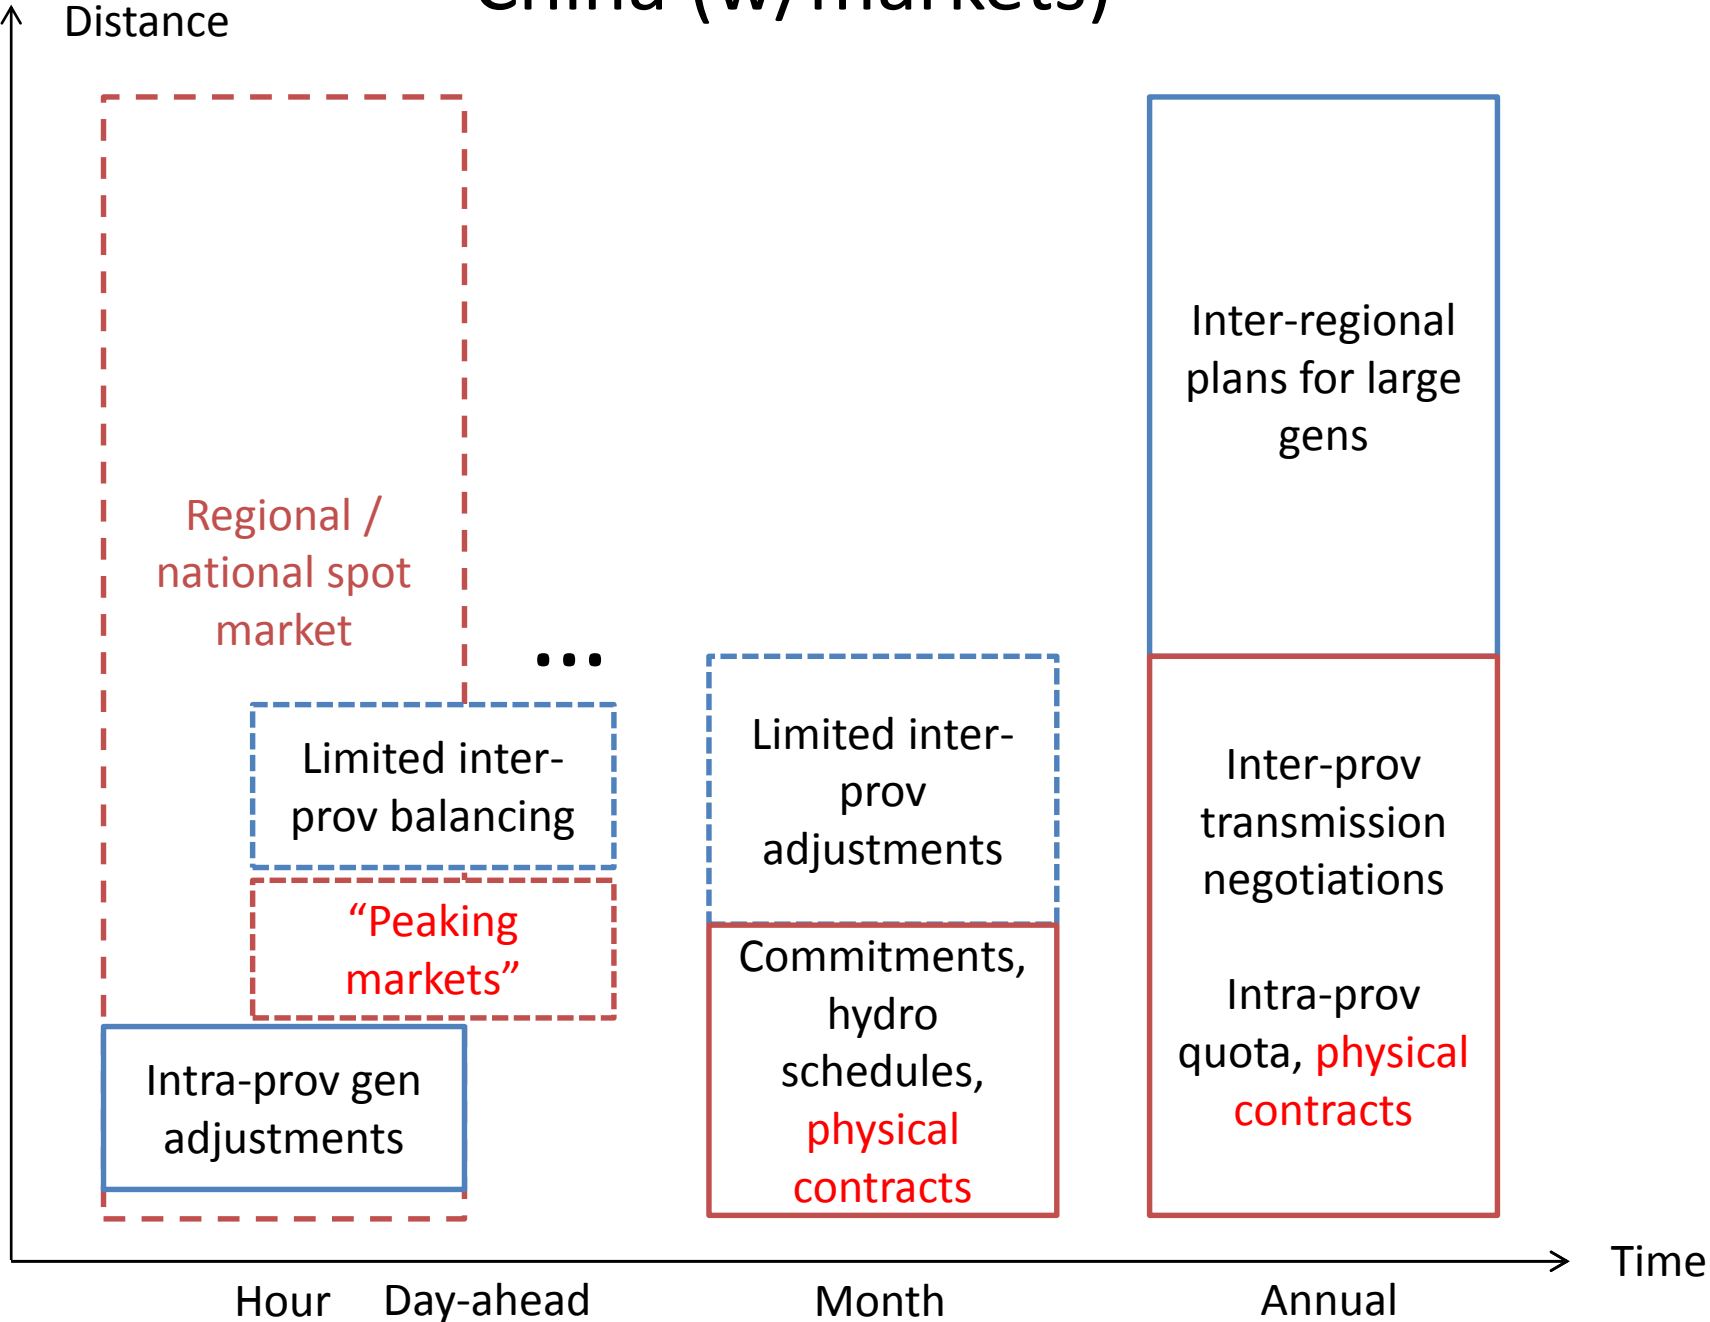 China (w/markets)
Distance
Regional /
national spot
market
...
Limited inter-
prov balancing
“Peaking
markets”
Intra-prov gen
adjustments
Limited inter-
prov
adjustments
Commitments,
hydro
schedules,
physical
contracts
Inter-regional
plans for large
gens
Inter-prov
transmission
negotiations
Intra-prov
quota, physical
contracts
Time
Hour
Day-ahead
Month
Annual